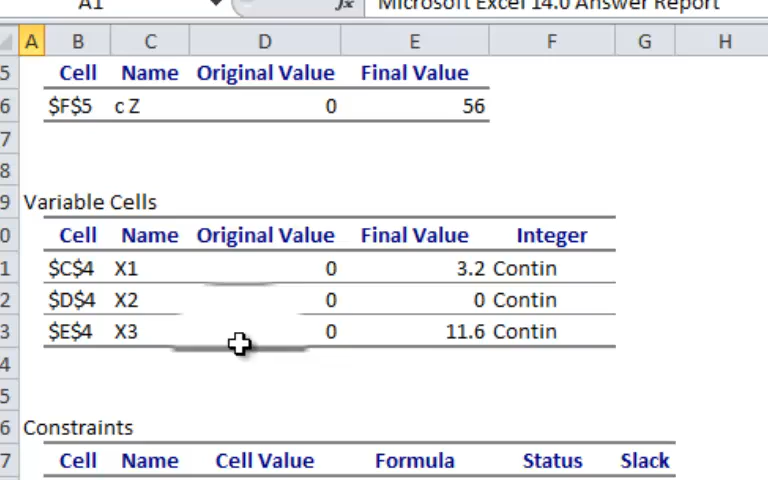 A1 Microsoft Excel 14.0 Answer Report
A B C D E F G H
5 Cell Name Original Value Final Value
6 $F$5 c Z 0 56
7
8
9 Variable Cells
0 Cell Name Original Value Final Value Integer
1 $C$4 X1 0 3.2 Contin
2 $D$4 X2 0 0 Contin
3 $E$4 X3 0 11.6 Contin
4
5
6 Constraints
7 Cell Name Cell Value Formula Status Slack